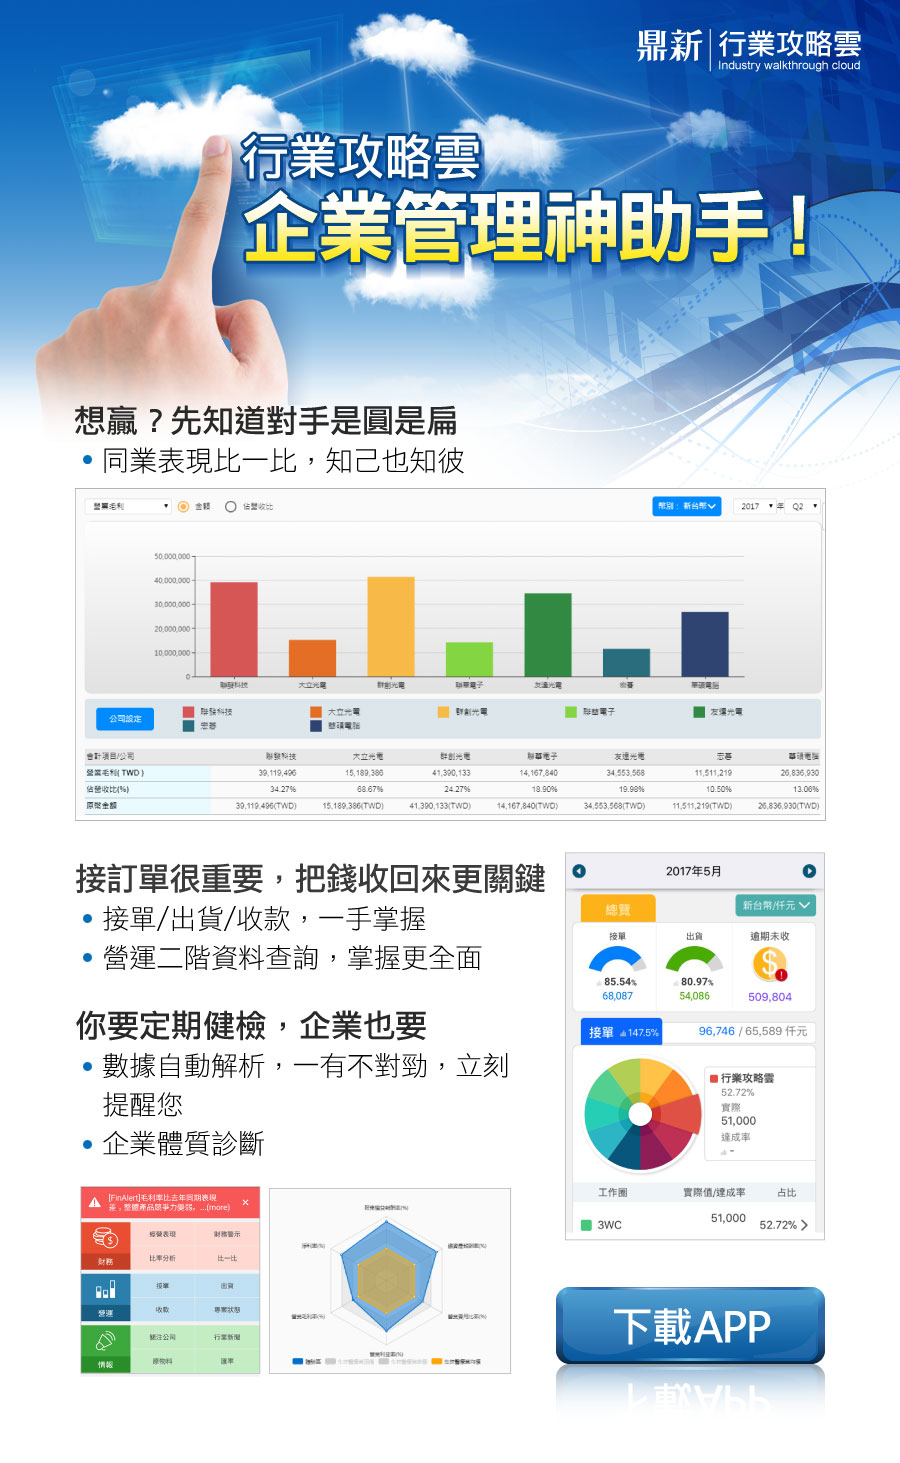 鼎新 行業攻略雲
Industry walkthrough cloud
行業攻略雲
企業管理神助手！
想贏？先知道對手是圓是扁
• 同業表現比一比，知己也知彼
營業毛利 金額 佔營收比 幣別：新台幣 2017 年 Q2
50,000,000
40,000,000
30,000,000
20,000,000
10,000,000
0
聯發科技 大立光電 群創光電 聯華電子 友達光電 宏碁 華碩電腦
公司設定 聯發科技 大立光電 群創光電 聯華電子 友達光電
宏碁 華碩電腦
會計項目/公司 聯發科技 大立光電 群創光電 聯華電子 友達光電 宏碁 華碩電腦
營業毛利( TWD ) 39,119,496 15,189,386 41,390,133 14,167,840 34,553,568 11,511,219 26,836,930
佔營收比(%) 34.27% 68.67% 24.27% 18.90% 19.98% 10.50% 13.06%
原幣金額 39,119,496(TWD) 15,189,386(TWD) 41,390,133(TWD) 14,167,840(TWD) 34,553,568(TWD) 11,511,219(TWD) 26,836,930(TWD)
接訂單很重要，把錢收回來更關鍵
• 接單/出貨/收款，一手掌握
• 營運二階資料查詢，掌握更全面
你要定期健檢，企業也要
• 數據自動解析，一有不對勁，立刻
提醒您
• 企業體質診斷
2017年5月
總覽 新台幣/仟元
接單 出貨 逾期未收
85.54% 80.97%
68,087 54,086 509,804
接單 147.5% 96,746 / 65,589 仟元
行業攻略雲
52.72%
實際
51,000
達成率
-
工作圈 實際值/達成率 占比
3WC 51,000 52.72%
[FinAlert]毛利率比去年同期表現
差，整體產品競爭力變弱，...(more) ×
財務 經營表現 財務警示
比率分析 比一比
營運 接單 出貨
收款 專案狀態
情報 關注公司 行業新聞
原物料 匯率
淨利率(%)
營業毛利率(%)
營業利益率(%)
下載APP